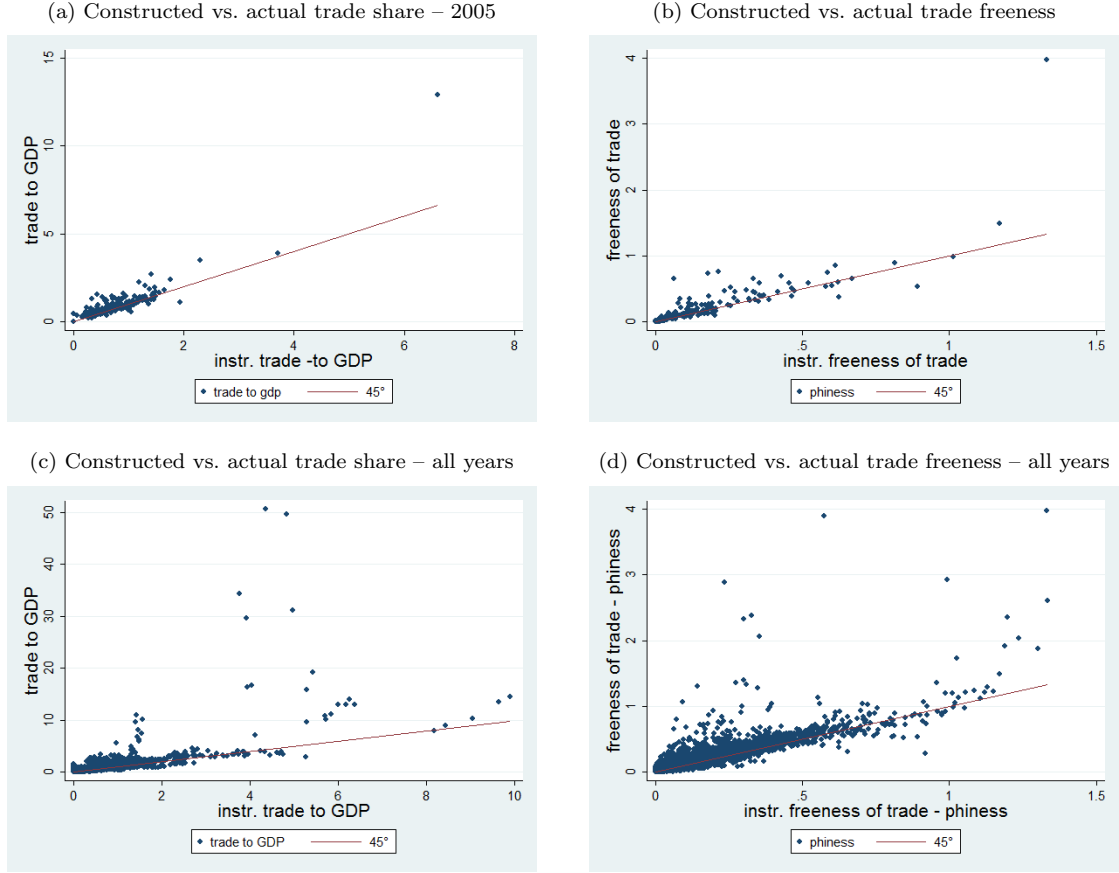 (a) Constructed vs. actual trade share – 2005
trade to GDP
15
10
5
0
0 2 4 6 8
instr. trade -to GDP
trade to gdp 45°
(b) Constructed vs. actual trade freeness
freeness of trade
4
3
2
1
0
0 .5 1 1.5
instr. freeness of trade
phiness 45°
(c) Constructed vs. actual trade share – all years
trade to GDP
50
40
30
20
10
0
0 2 4 6 8 10
instr. trade to GDP
trade to GDP 45°
(d) Constructed vs. actual trade freeness – all years
freeness of trade - phiness
4
3
2
1
0
0 .5 1 1.5
instr. freeness of trade - phiness
phiness 45°